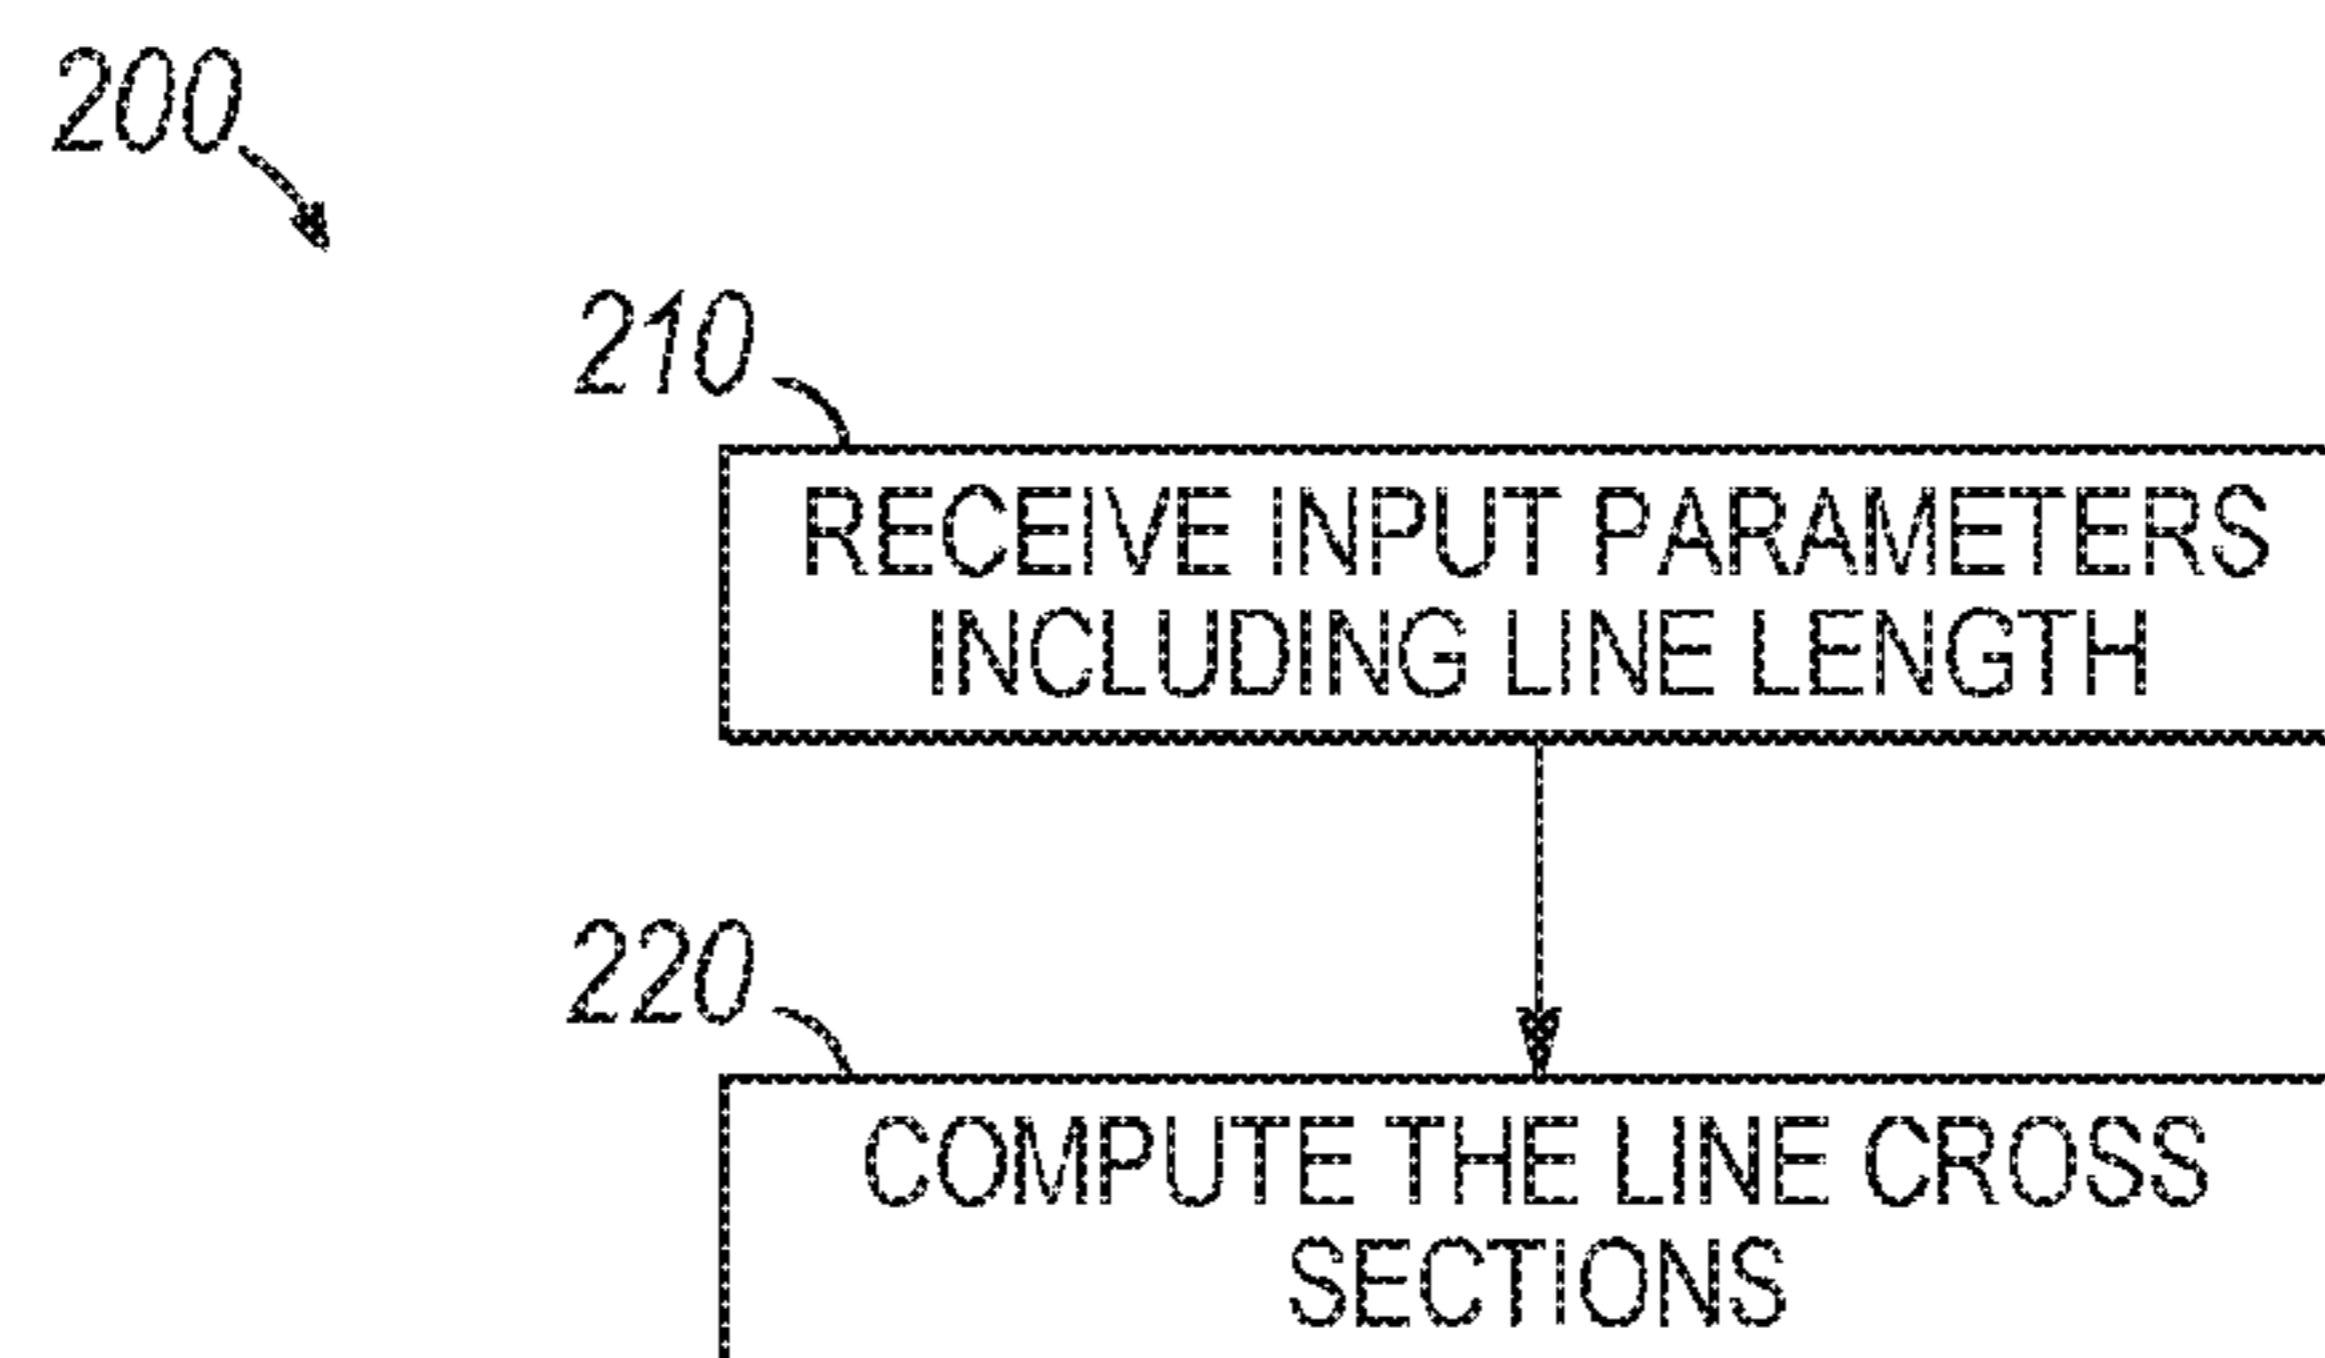 200
210
RECEIVE INPUT PARAMETERS
INCLUDING LINE LENGTH
220
COMPUTE THE LINE CROSS
SECTIONS